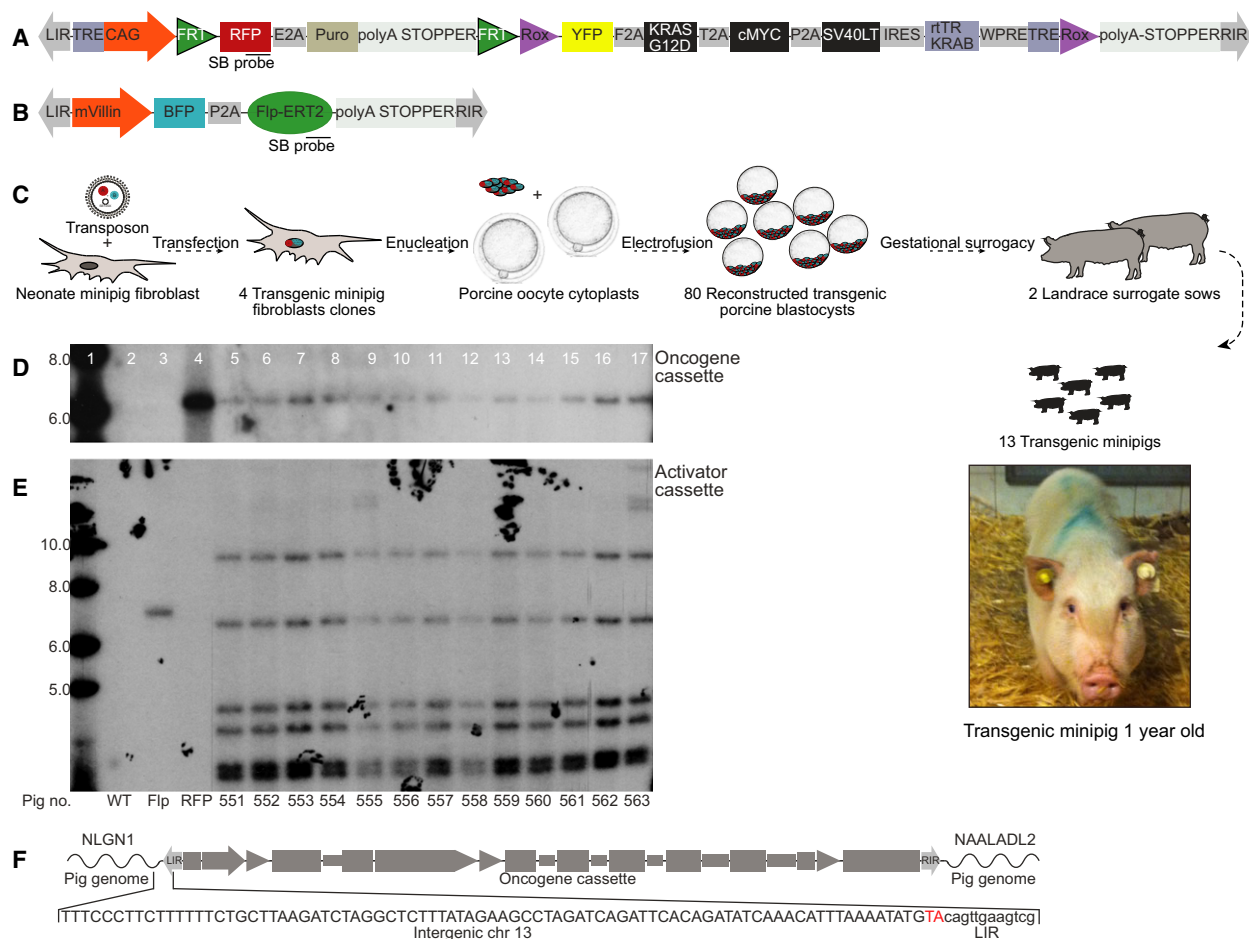 A
LIR TRE CAG FRT RFP E2A Puro polyA STOPPER FRT Rox YFP F2A KRAS G12D T2A cMYC P2A SV40LT IRES rtTR KRAB WPRE TRE Rox polyA-STOPPER RIR
SB probe
B
LIR mVillin BFP P2A Flp-ERT2 polyA STOPPER RIR
SB probe
C
Transposon
+
Neonate minipig fibroblast
Transfection
4 Transgenic minipig
fibroblasts clones
Enucleation
+
Porcine oocyte cytoplasts
Electrofusion
80 Reconstructed transgenic
porcine blastocysts
Gestational surrogacy
2 Landrace surrogate sows
13 Transgenic minipigs
Transgenic minipig 1 year old
D
8.0 1 2 3 4 5 6 7 8 9 10 11 12 13 14 15 16 17
6.0
Oncogene
cassette
E
Activator
cassette
10.0
8.0
6.0
5.0
Pig no. WT Flp RFP 551 552 553 554 555 556 557 558 559 560 561 562 563
F
NLGN1
Pig genome
LIR
Oncogene cassette
RIR
NAALADL2
Pig genome
TTTCCCTTCTTTTTTCTGCTTAAGATCTAGGCTCTTTATAGAAGCCTAGATCAGATTCACAGATATCAAACATTTAAAATATGTAcagttgaagtcg
Intergenic chr 13
LIR